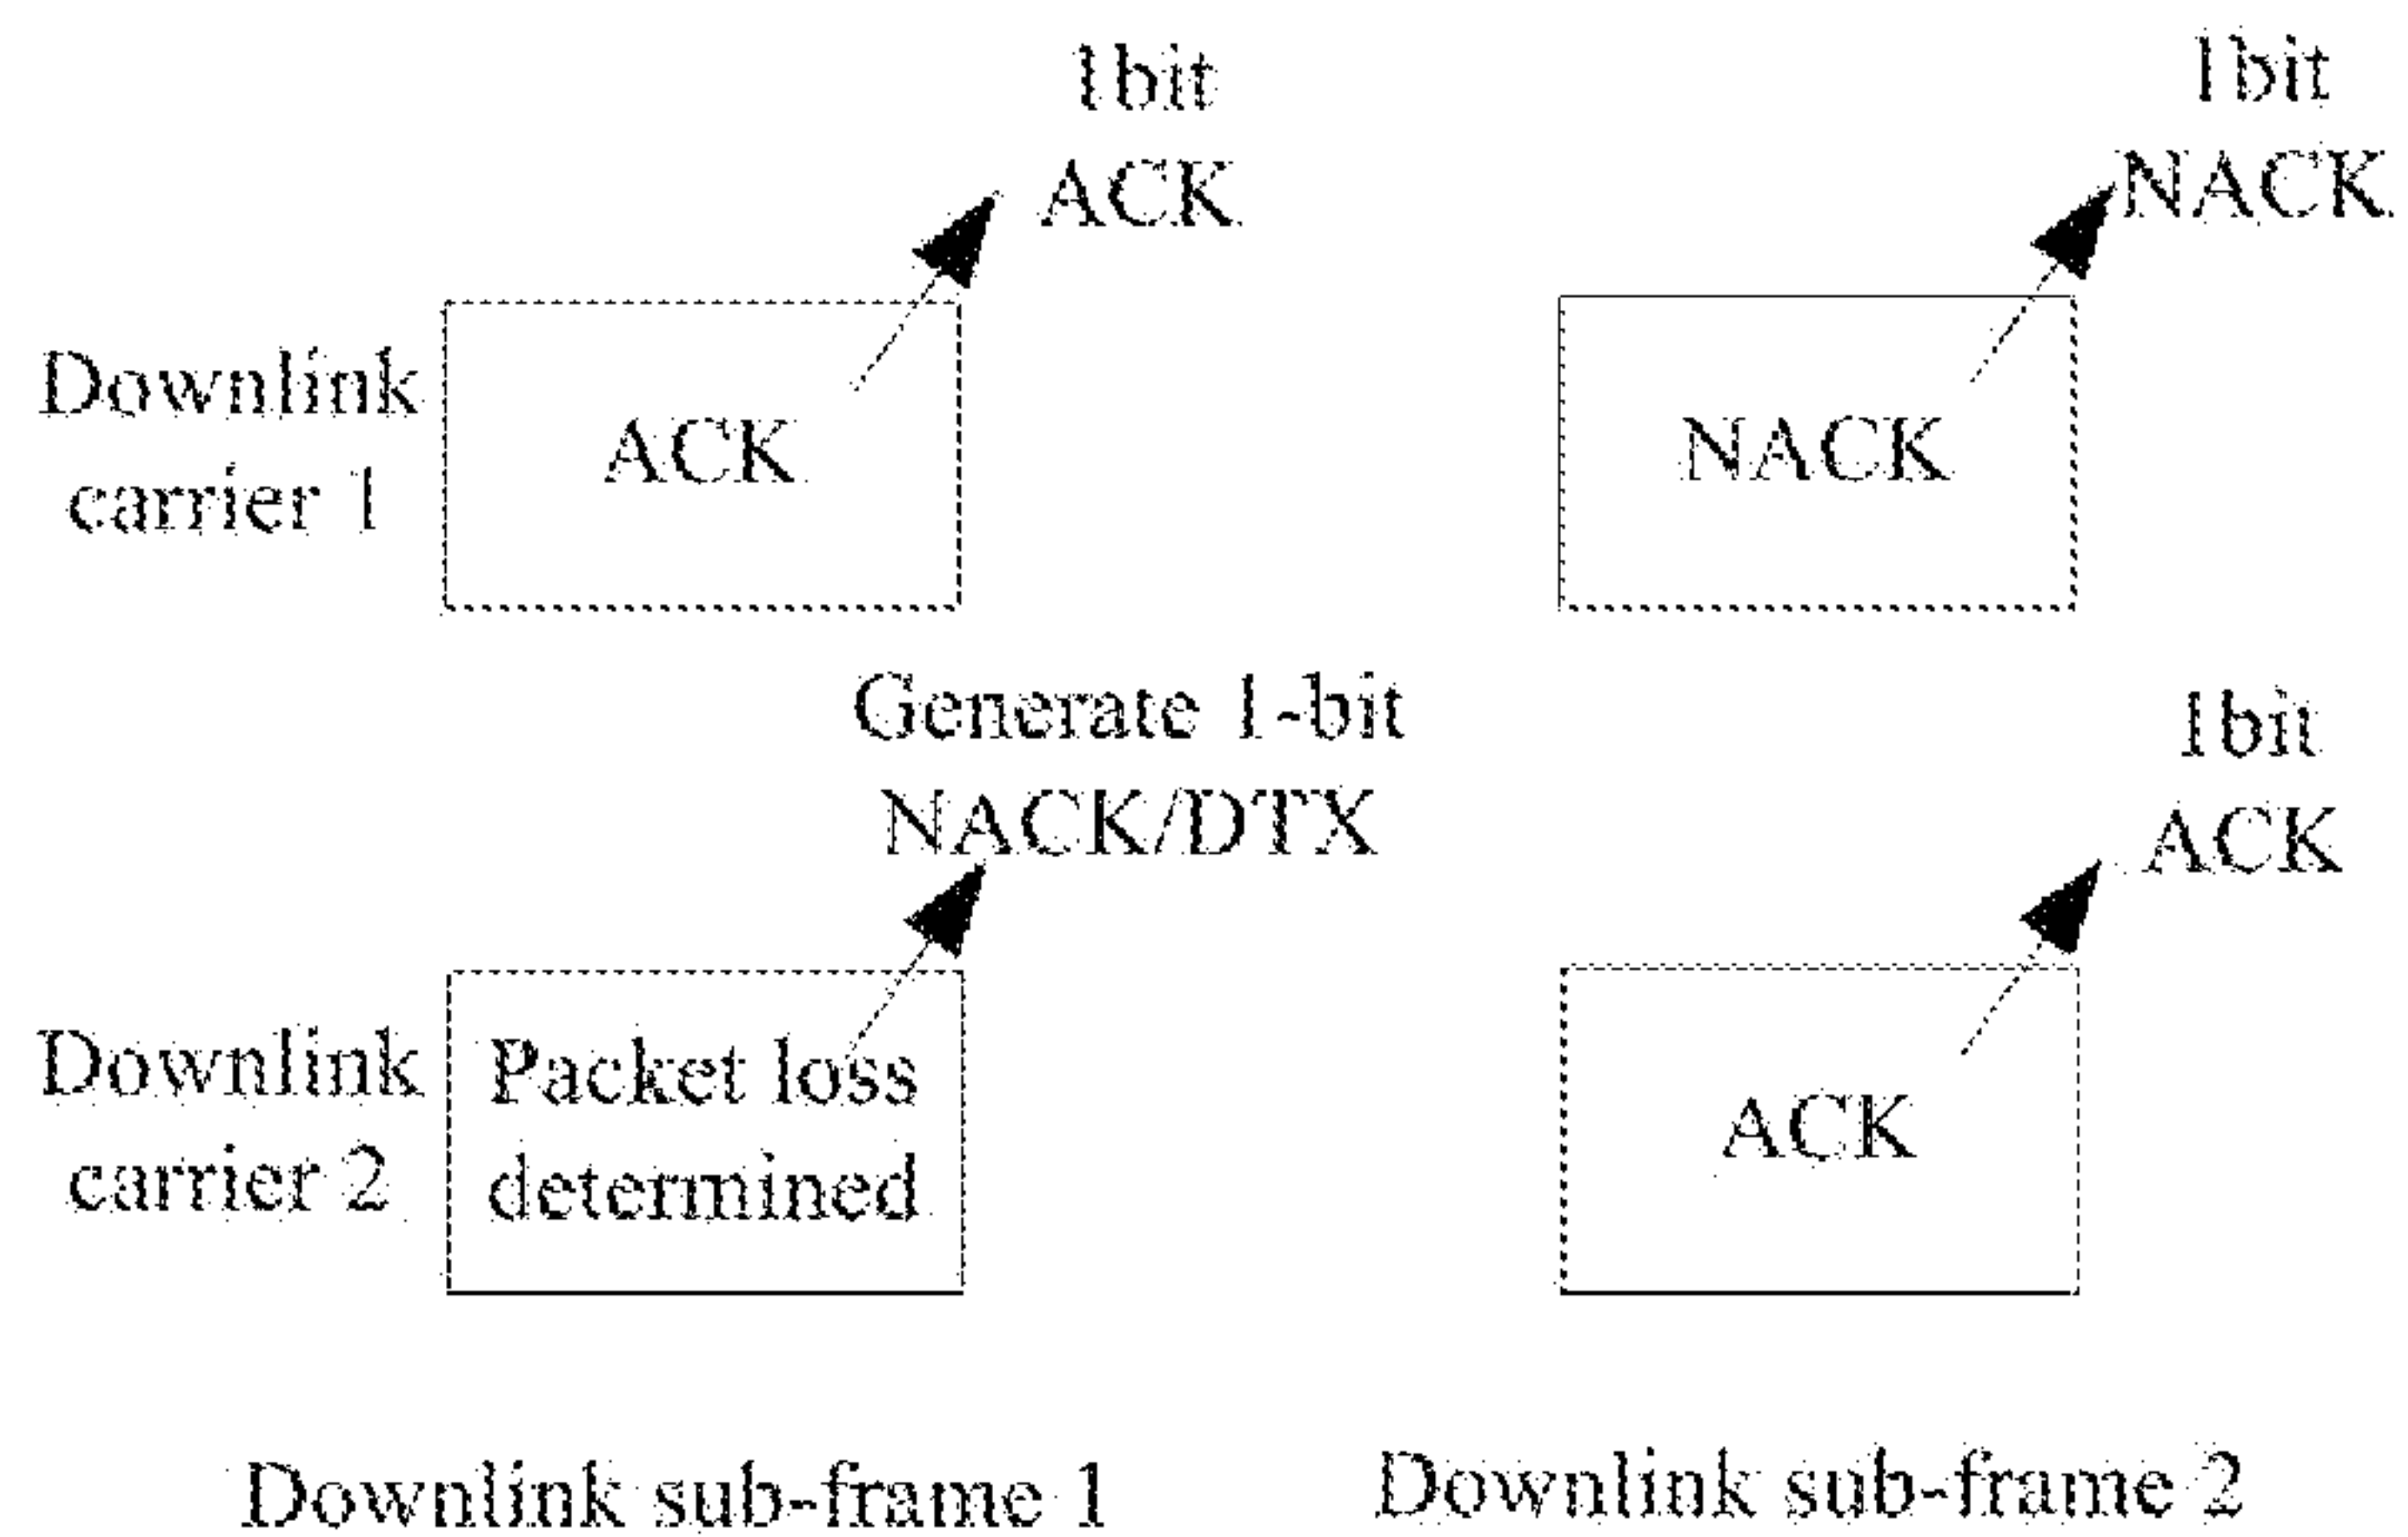 1bit
ACK
1bit
NACK
Downlink
carrier 1
ACK
NACK
Generate 1-bit
NACK/DTX
1bit
ACK
Downlink
carrier 2
Packet loss
determined
ACK
Downlink sub-frame 1
Downlink sub-frame 2